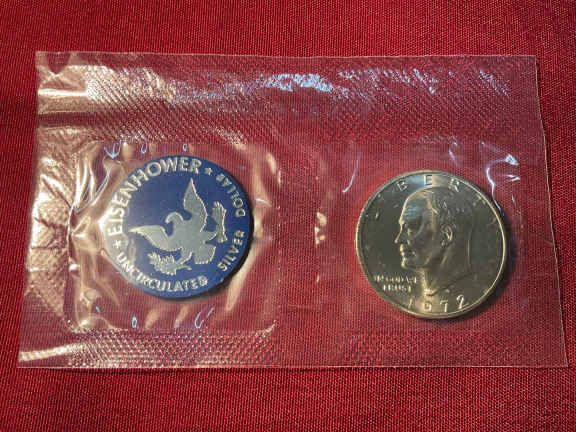 ★ EISENHOWER ★
SILVER DOLLAR
UNCIRCULATED
LIBERTY
IN GOD WE
TRUST
1972